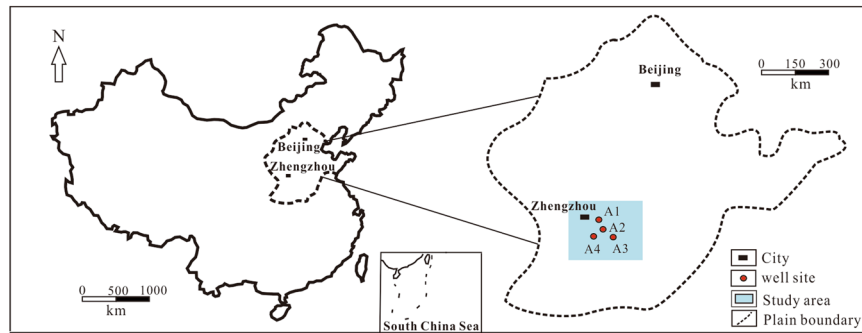 N
Beijing
Zhengzhou
0 500 1000
km
South China Sea
Beijing
0 150 300
km
Zhengzhou
A1
A2
A4 A3
City
well site
Study area
Plain boundary